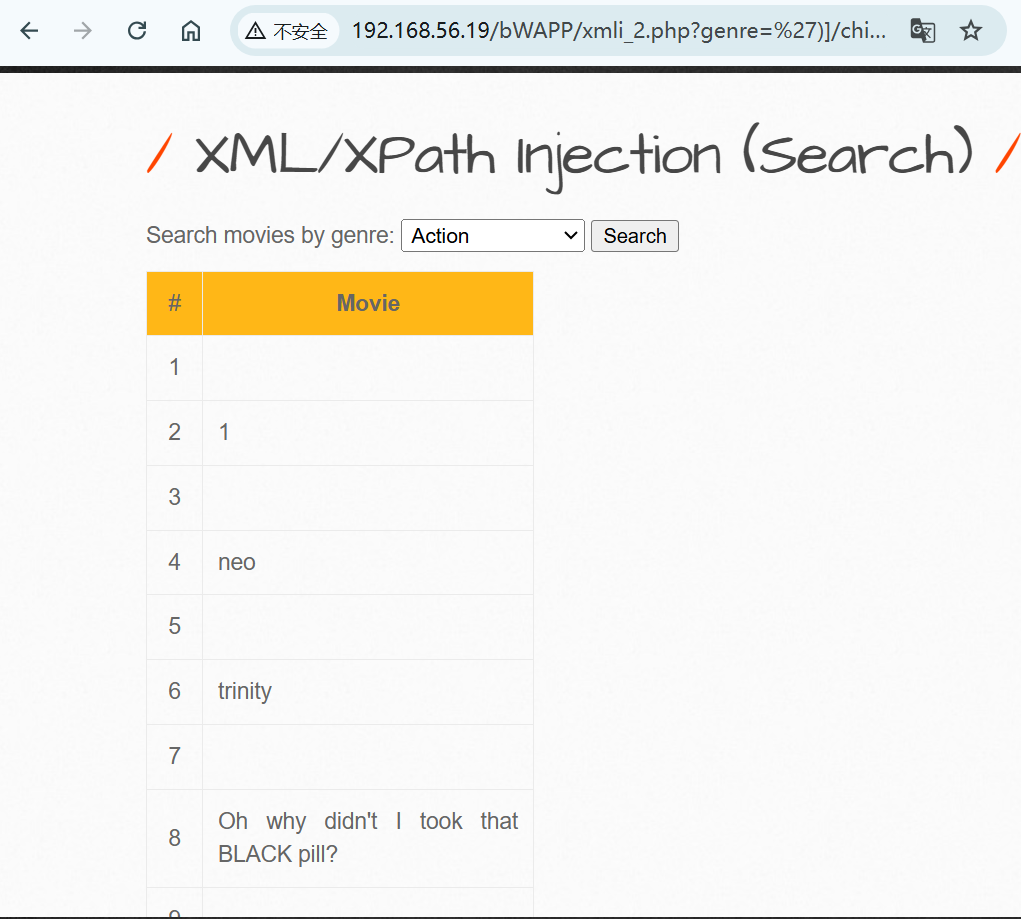 不安全 192.168.56.19/bWAPP/xmli_2.php?genre=%27)]/chi...
/ XML/XPath Injection (Search) /
Search movies by genre: Action Search
# Movie
1
2 1
3
4 neo
5
6 trinity
7
8 Oh why didn't I took that
BLACK pill?
9